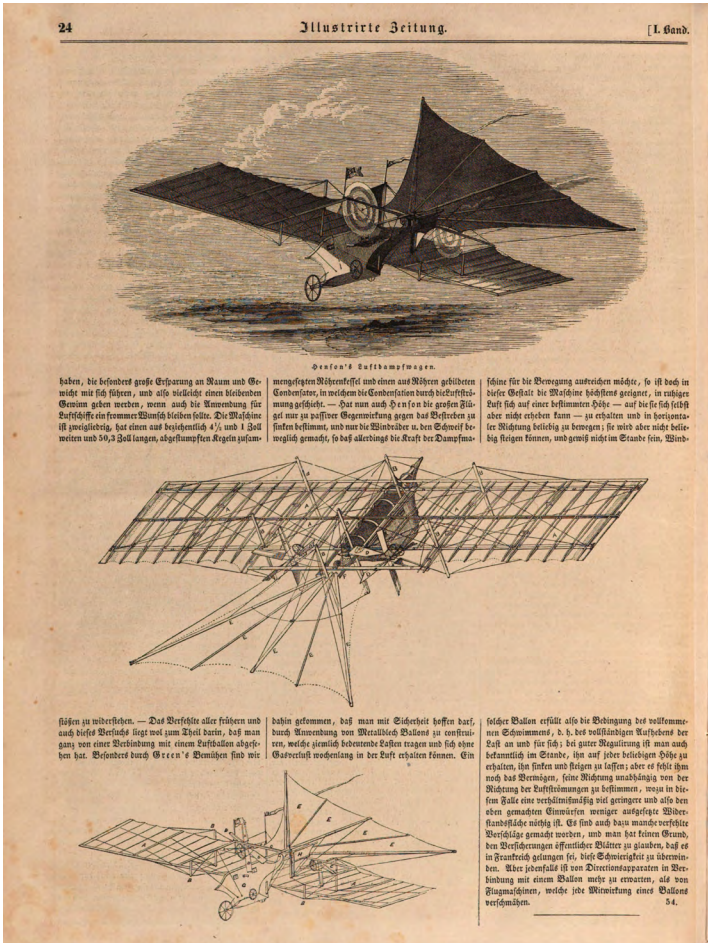 24
Illustrirte Zeitung.
[I. Band.
Henson's Luftdampfwagen.
haben, die besonders große Ersparung an Raum und Ge-
wicht mit sich führen, und also vielleicht einen bleibenden
Gewinn geben werden, wenn auch die Anwendung für
Luftschiffe ein frommer Wunsch bleiben sollte. Die Maschine
ist zweigliedrig, hat einen aus beziehentlich 4½ und 1 Zoll
weiten und 50,3 Zoll langen, abgestumpften Kegeln zusam-
mengesetzten Röhrenkessel und einen aus Röhren gebildeten
Condensator, in welchem die Condensation durch die Luftströ-
mung geschieht. — Hat nun auch Henson die großen Flü-
gel nur zu passiver Gegenwirkung gegen das Bestreben zu
sinken bestimmt, und nur die Windräder u. den Schweif be-
weglich gemacht, so daß allerdings die Kraft der Dampfma-
schine für die Bewegung ausreichen möchte, so ist doch in
dieser Gestalt die Maschine höchstens geeignet, in ruhiger
Luft sich auf einer bestimmten Höhe — auf die sie sich selbst
aber nicht erheben kann — zu erhalten und in horizonta-
ler Richtung beliebig zu bewegen; sie wird aber nicht belie-
big steigen können, und gewiß nicht im Stande sein, Wind-
stößen zu widerstehen. — Das Verfehlte aller frühern und
auch dieses Versuchs liegt wol zum Theil darin, daß man
ganz von einer Verbindung mit einem Luftballon abgese-
hen hat. Besonders durch Green's Bemühen sind wir
dahin gekommen, daß man mit Sicherheit hoffen darf,
durch Anwendung von Metallblech Ballons zu construi-
ren, welche ziemlich bedeutende Lasten tragen und sich ohne
Gasverlust wochenlang in der Luft erhalten können. Ein
solcher Ballon erfüllt also die Bedingung des vollkomme-
nen Schwimmens, d. h. des vollständigen Aufhebens der
Last an und für sich; bei guter Regulirung ist man auch
bekanntlich im Stande, ihn auf jeder beliebigen Höhe zu
erhalten, ihn sinken und steigen zu lassen; aber es fehlt ihm
noch das Vermögen, seine Richtung unabhängig von der
Richtung der Luftströmungen zu bestimmen, wozu in die-
sem Falle eine verhältnißmäßig viel geringere und also den
oben gemachten Einwürfen weniger ausgesetzte Wider-
standsfläche nöthig ist. Es sind auch dazu manche verfehlte
Vorschläge gemacht worden, und man hat keinen Grund,
den Versicherungen öffentlicher Blätter zu glauben, daß es
in Frankreich gelungen sei, diese Schwierigkeit zu überwin-
den. Aber jedenfalls ist von Directionsapparaten in Ver-
bindung mit einem Ballon mehr zu erwarten, als von
Flugmaschinen, welche jede Mitwirkung eines Ballons
verschmähen. 54.